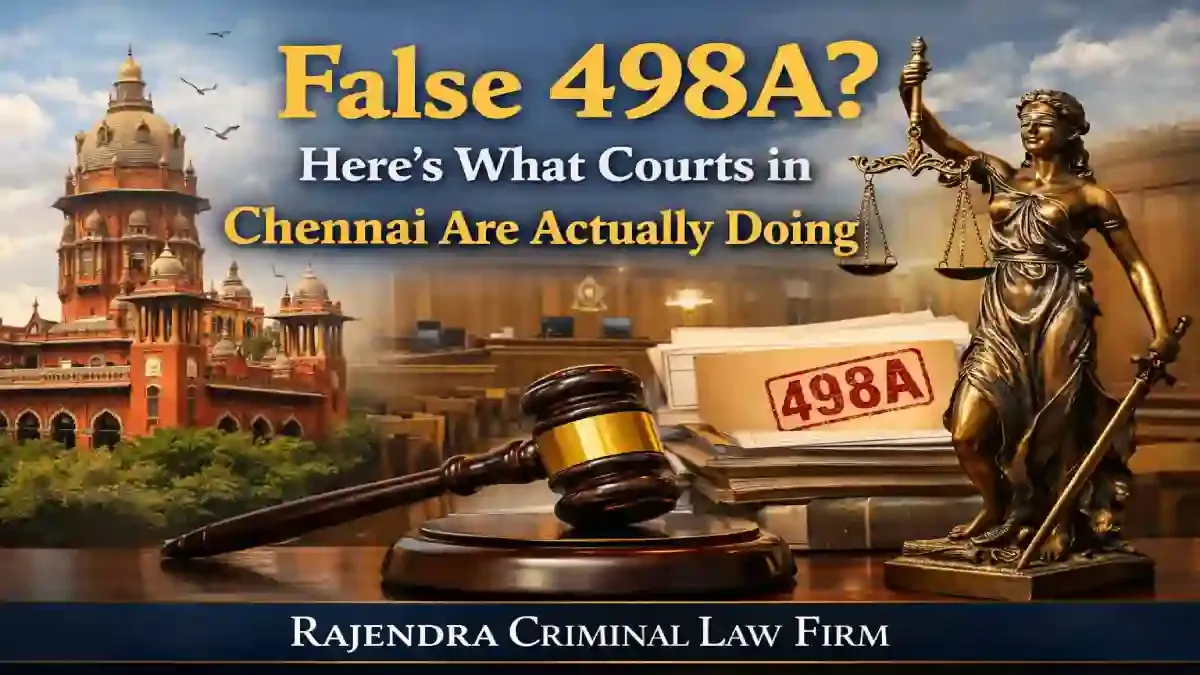 False 498A?
Here's What Courts in
Chennai Are Actually Doing
498A
RAJENDRA CRIMINAL LAW FIRM